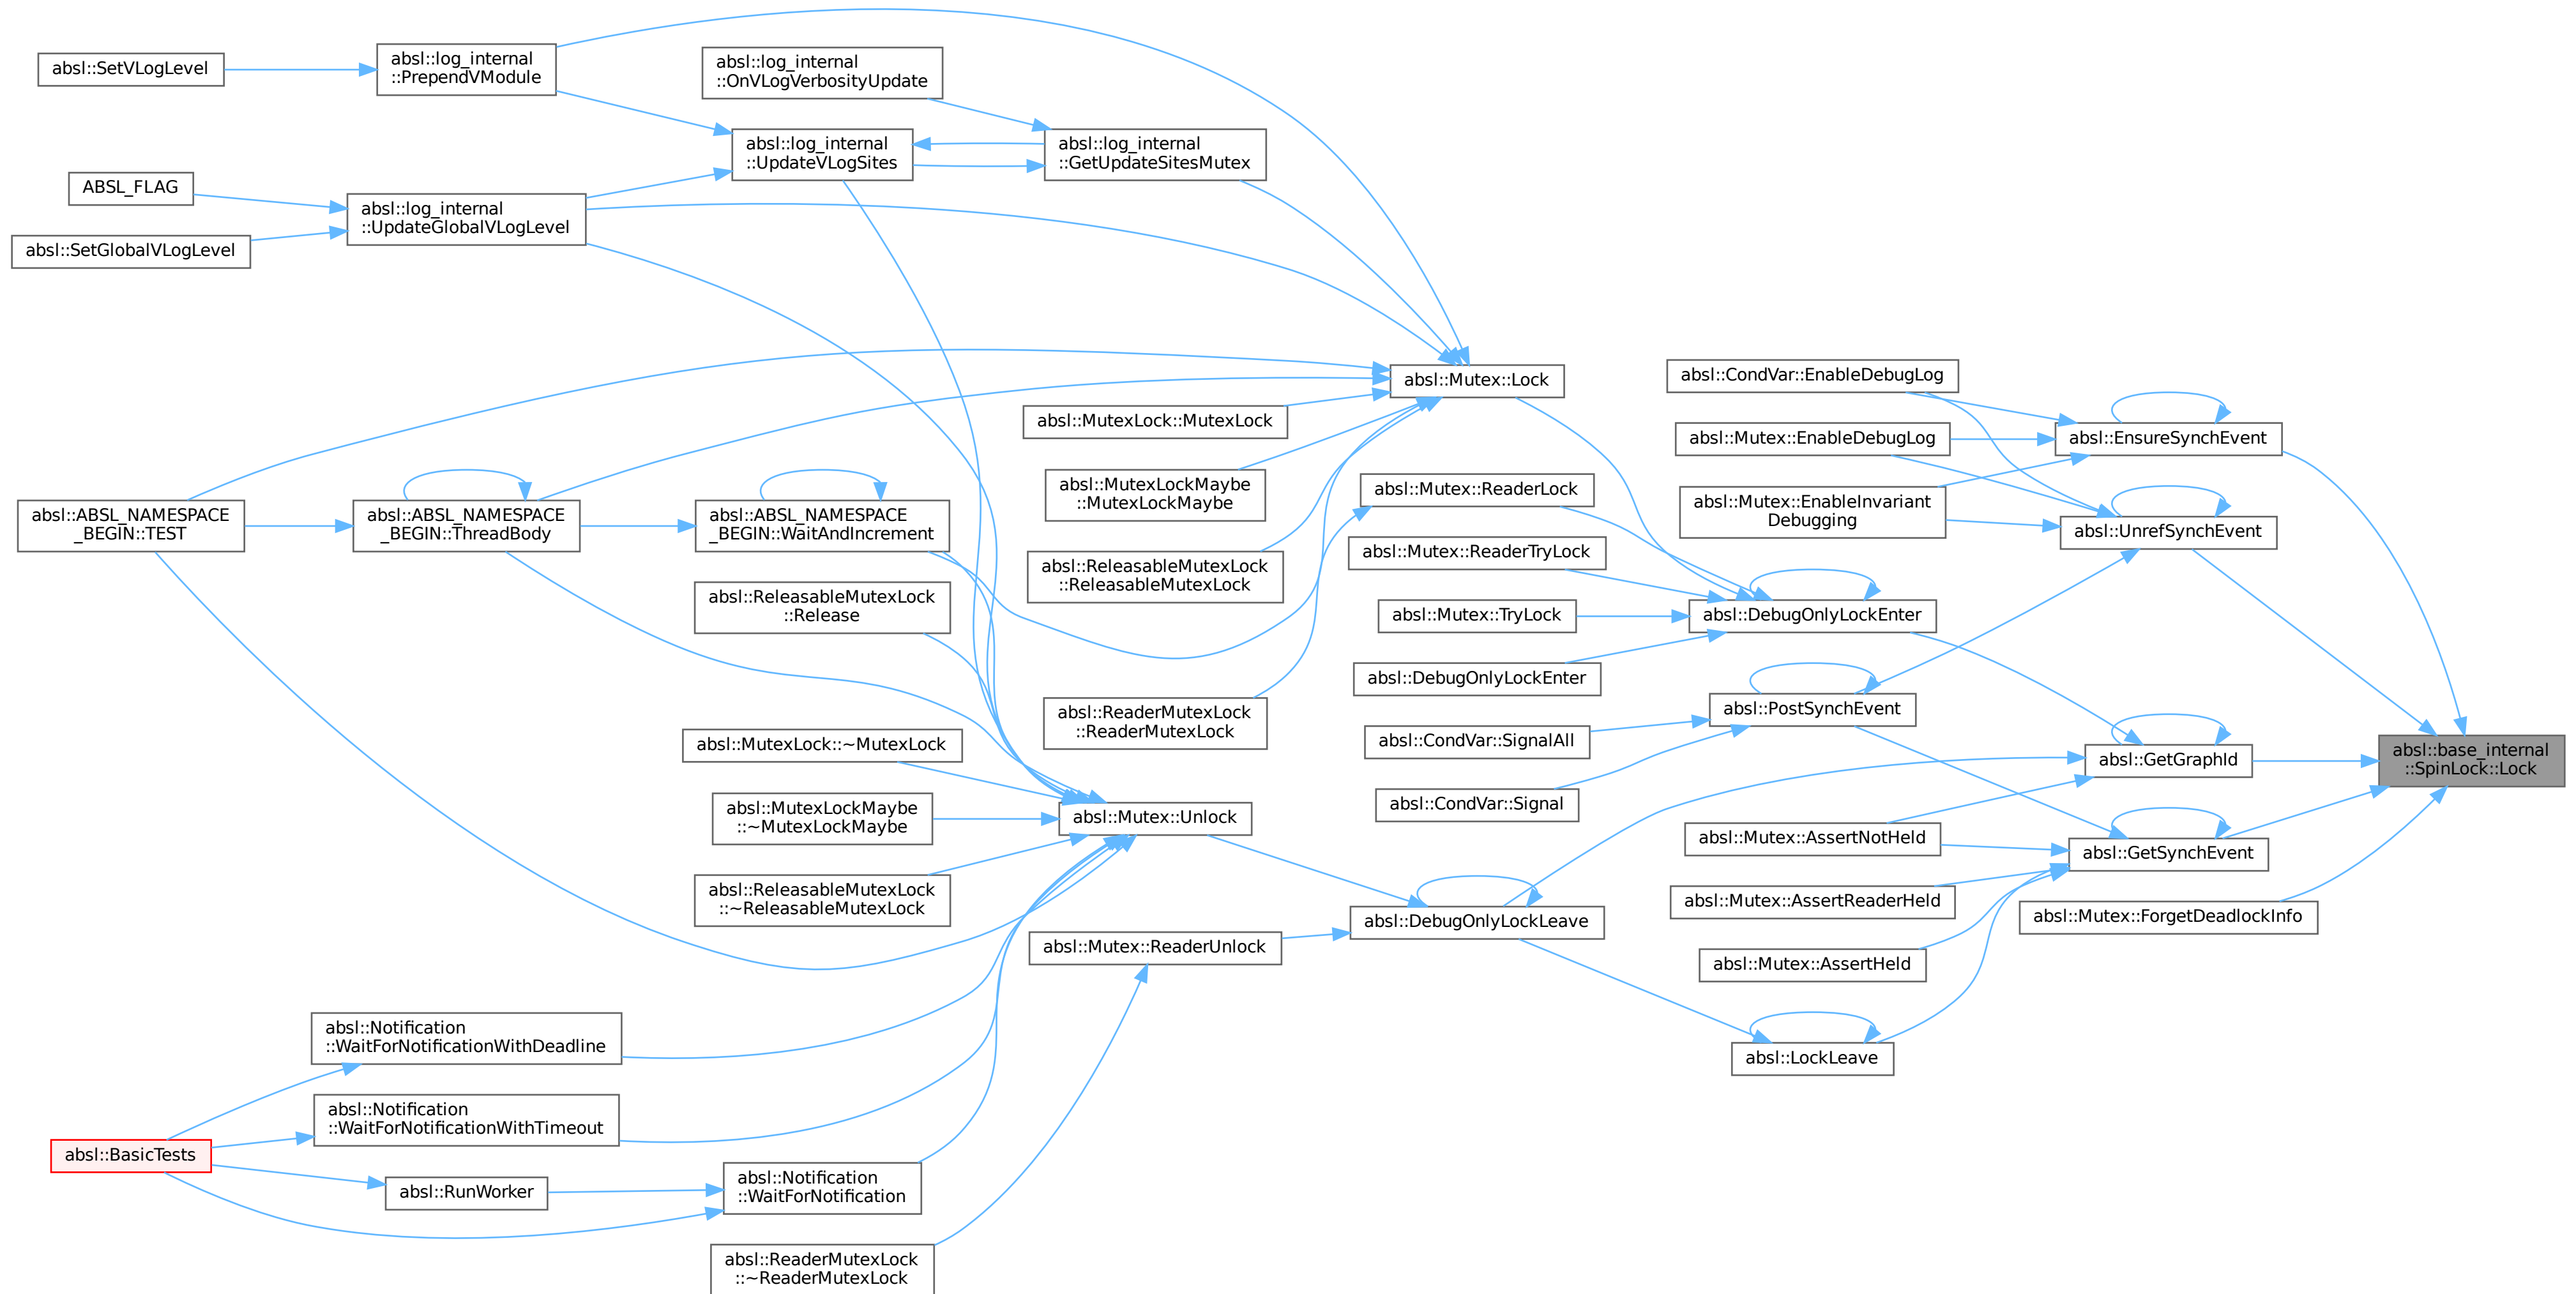 absl::SetVLogLevel
absl::log_internal
::PrependVModule
absl::log_internal
::OnVLogVerbosityUpdate
absl::log_internal
::UpdateVLogSites
absl::log_internal
::GetUpdateSitesMutex
ABSL_FLAG
absl::log_internal
::UpdateGlobalVLogLevel
absl::SetGlobalVLogLevel
absl::Mutex::Lock
absl::MutexLock::MutexLock
absl::MutexLockMaybe
::MutexLockMaybe
absl::ReleasableMutexLock
::ReleasableMutexLock
absl::ABSL_NAMESPACE
_BEGIN::TEST
absl::ABSL_NAMESPACE
_BEGIN::ThreadBody
absl::ABSL_NAMESPACE
_BEGIN::WaitAndIncrement
absl::ReleasableMutexLock
::Release
absl::MutexLock::~MutexLock
absl::MutexLockMaybe
::~MutexLockMaybe
absl::ReleasableMutexLock
::~ReleasableMutexLock
absl::Mutex::Unlock
absl::ReaderMutexLock
::ReaderMutexLock
absl::Mutex::ReaderLock
absl::Mutex::ReaderTryLock
absl::Mutex::TryLock
absl::DebugOnlyLockEnter
absl::CondVar::SignalAll
absl::CondVar::Signal
absl::CondVar::EnableDebugLog
absl::Mutex::EnableDebugLog
absl::Mutex::EnableInvariant
Debugging
absl::DebugOnlyLockEnter
absl::PostSynchEvent
absl::EnsureSynchEvent
absl::UnrefSynchEvent
absl::GetGraphId
absl::GetSynchEvent
absl::base_internal
::SpinLock::Lock
absl::Mutex::AssertNotHeld
absl::Mutex::AssertReaderHeld
absl::Mutex::AssertHeld
absl::Mutex::ForgetDeadlockInfo
absl::LockLeave
absl::DebugOnlyLockLeave
absl::Mutex::ReaderUnlock
absl::Notification
::WaitForNotificationWithDeadline
absl::Notification
::WaitForNotificationWithTimeout
absl::BasicTests
absl::RunWorker
absl::Notification
::WaitForNotification
absl::ReaderMutexLock
::~ReaderMutexLock